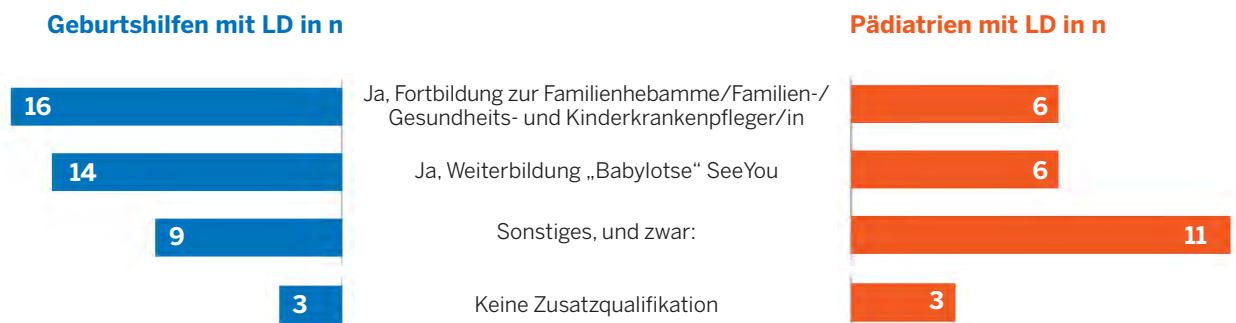 Geburtshilfen mit LD in n
Pädiatrien mit LD in n
16
Ja, Fortbildung zur Familienhebamme/Familien-/
Gesundheits- und Kinderkrankenpfleger/in
6
14
Ja, Weiterbildung „Babylotse“ SeeYou
6
9
Sonstiges, und zwar:
11
3
Keine Zusatzqualifikation
3